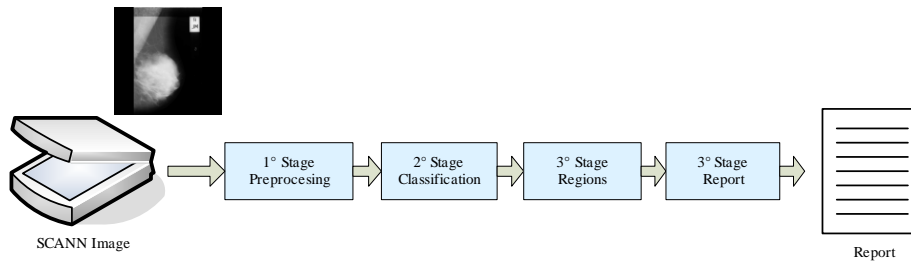 SCANN Image
1° Stage
Preprocesing
2° Stage
Classification
3° Stage
Regions
3° Stage
Report
Report